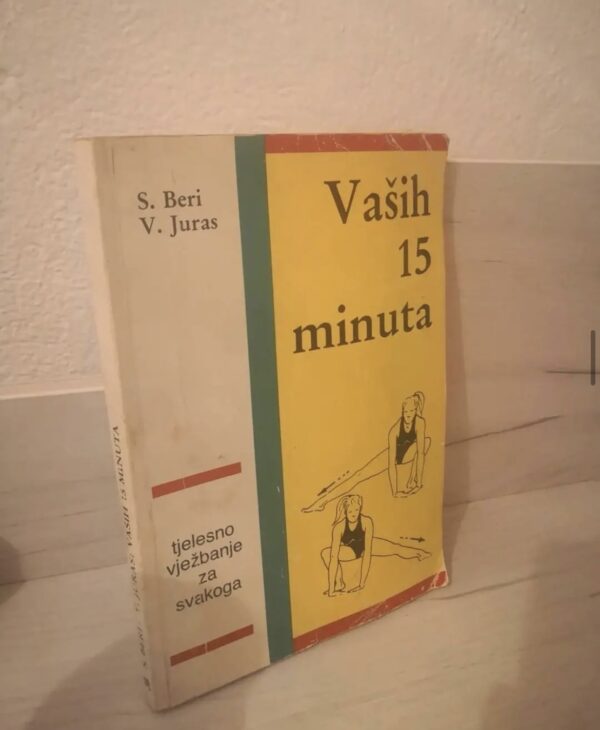 S. Beri
V. Juras
Vaših
15
minuta
tjelesno
vježbanje
za
svakoga
S. BERI - V. JURAS: VAŠIH 15 MINUTA